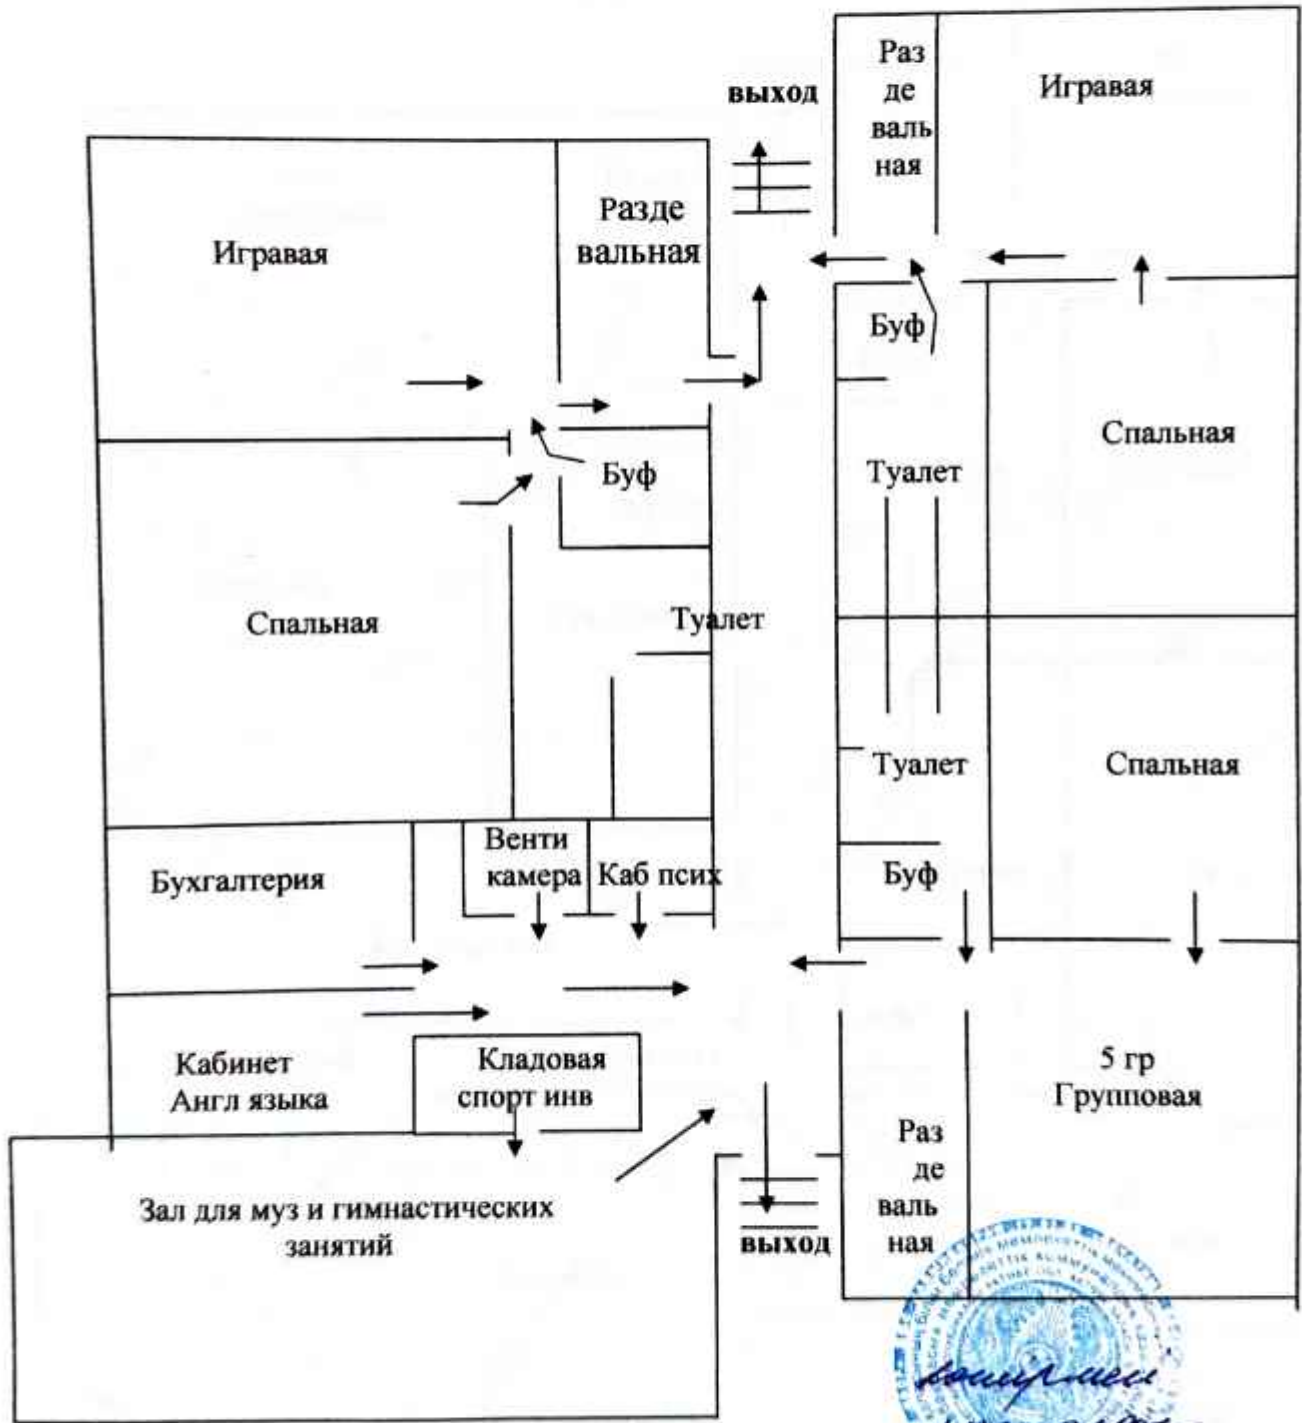 Раз
де
валь
ная
Игравая
выход
Разде
вальная
Игравая
Буф
Спальная
Туалет
Буф
Спальная
Туалет
Туалет
Спальная
Венти
камера
Каб псих
Бухгалтерия
Буф
Кабинет
Англ языка
Кладовая
спорт инв
5 гр
Групповая
Раз
де
валь
ная
Зал для муз и гимнастических
занятий
выход